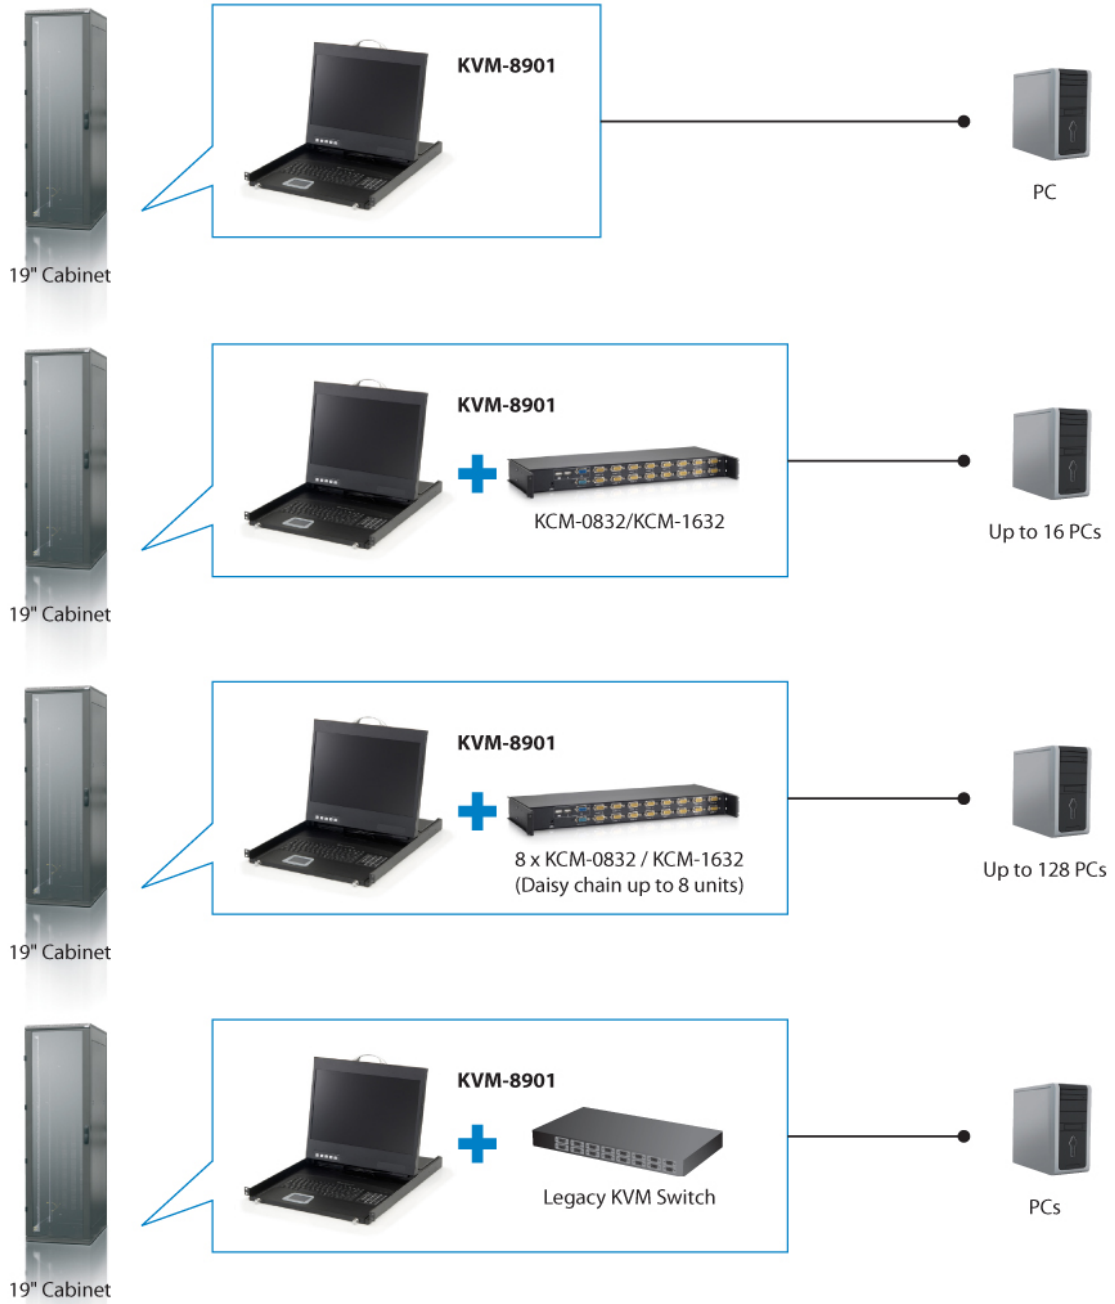 KVM-8901
PC
19" Cabinet
KVM-8901
KCM-0832/KCM-1632
Up to 16 PCs
19" Cabinet
KVM-8901
8 x KCM-0832 / KCM-1632
(Daisy chain up to 8 units)
Up to 128 PCs
19" Cabinet
KVM-8901
Legacy KVM Switch
PCs
19" Cabinet